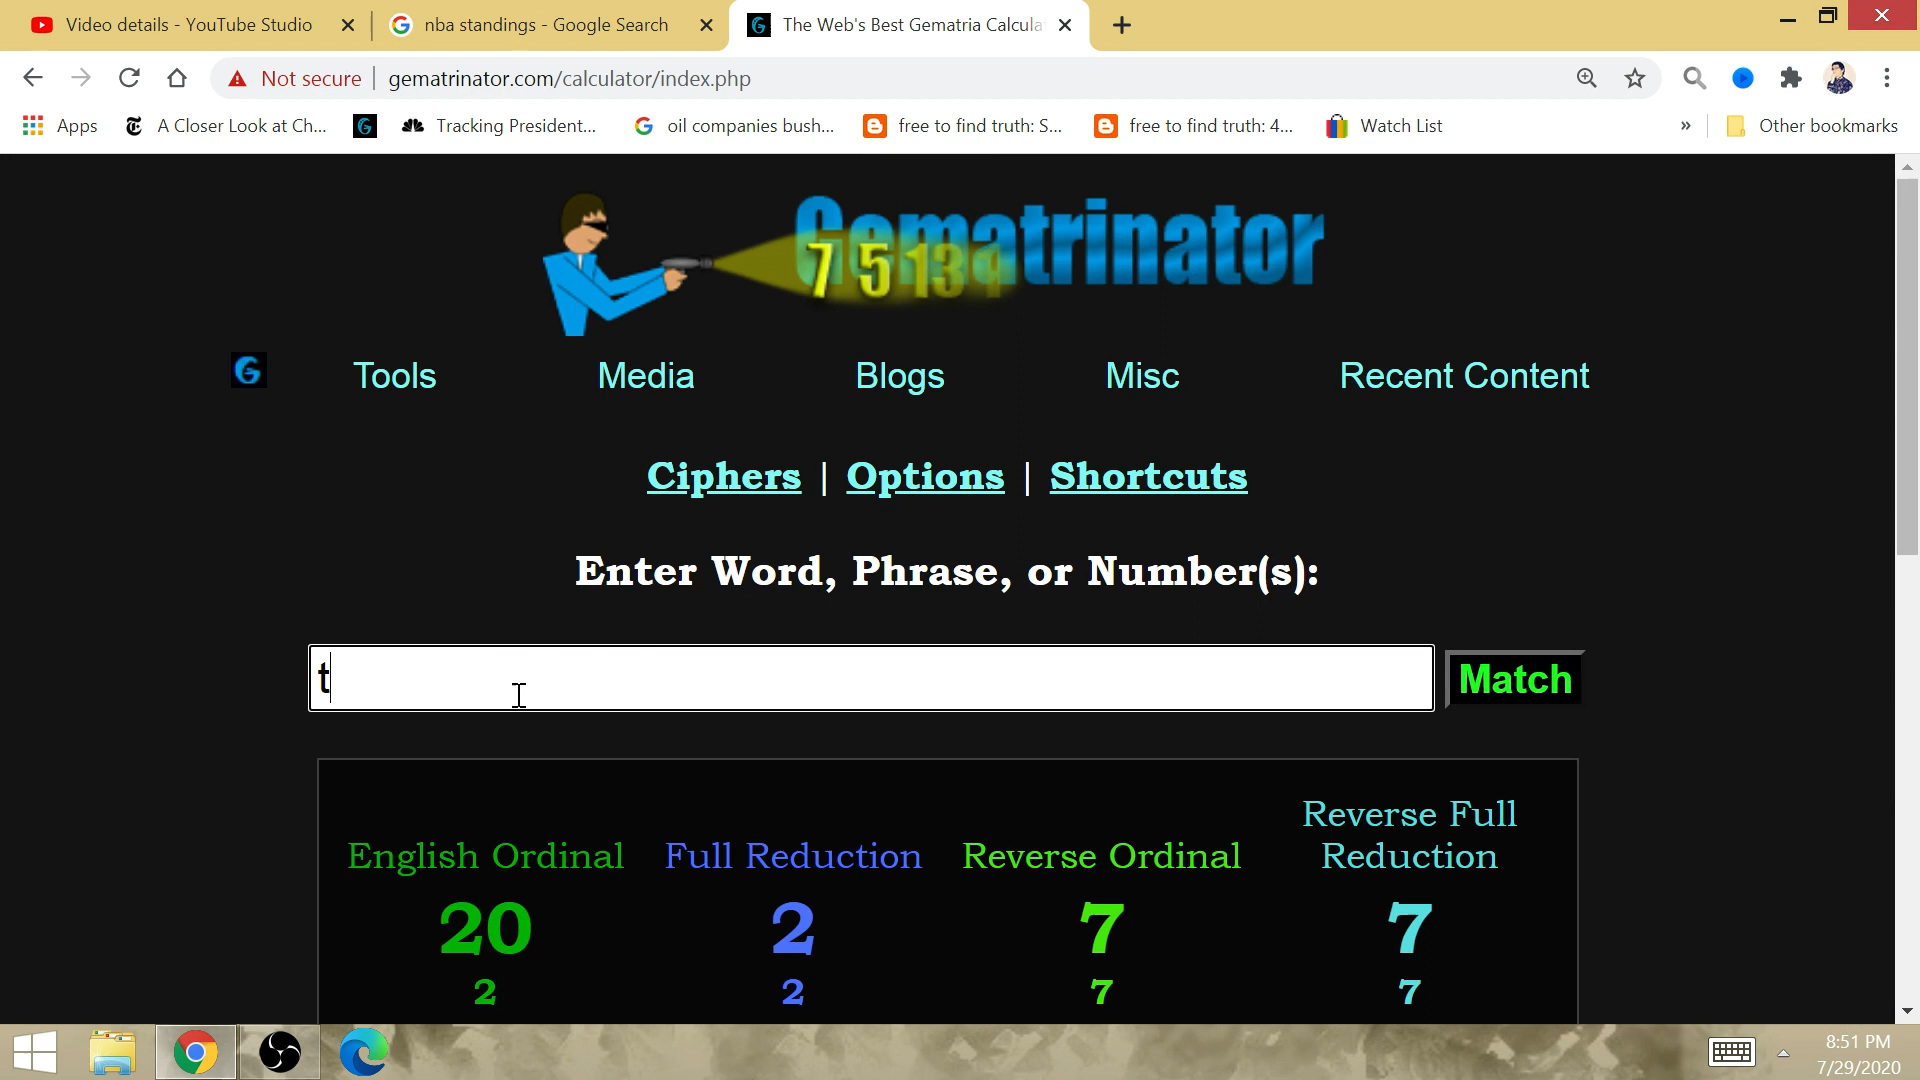 Video details - YouTube Studio
nba standings - Google Search
The Web's Best Gematria Calcula
Not secure
gematrinator.com/calculator/index.php
Apps
A Closer Look at Ch...
Tracking President...
oil companies bush...
free to find truth: S...
free to find truth: 4...
Watch List
»
Other bookmarks
Gematrinator
7 5 131
G
Tools
Media
Blogs
Misc
Recent Content
Ciphers | Options | Shortcuts
Enter Word, Phrase, or Number(s):
t
Match
English Ordinal
Full Reduction
Reverse Ordinal
Reverse Full
Reduction
20
2
7
7
2
2
7
7
8:51 PM
7/29/2020